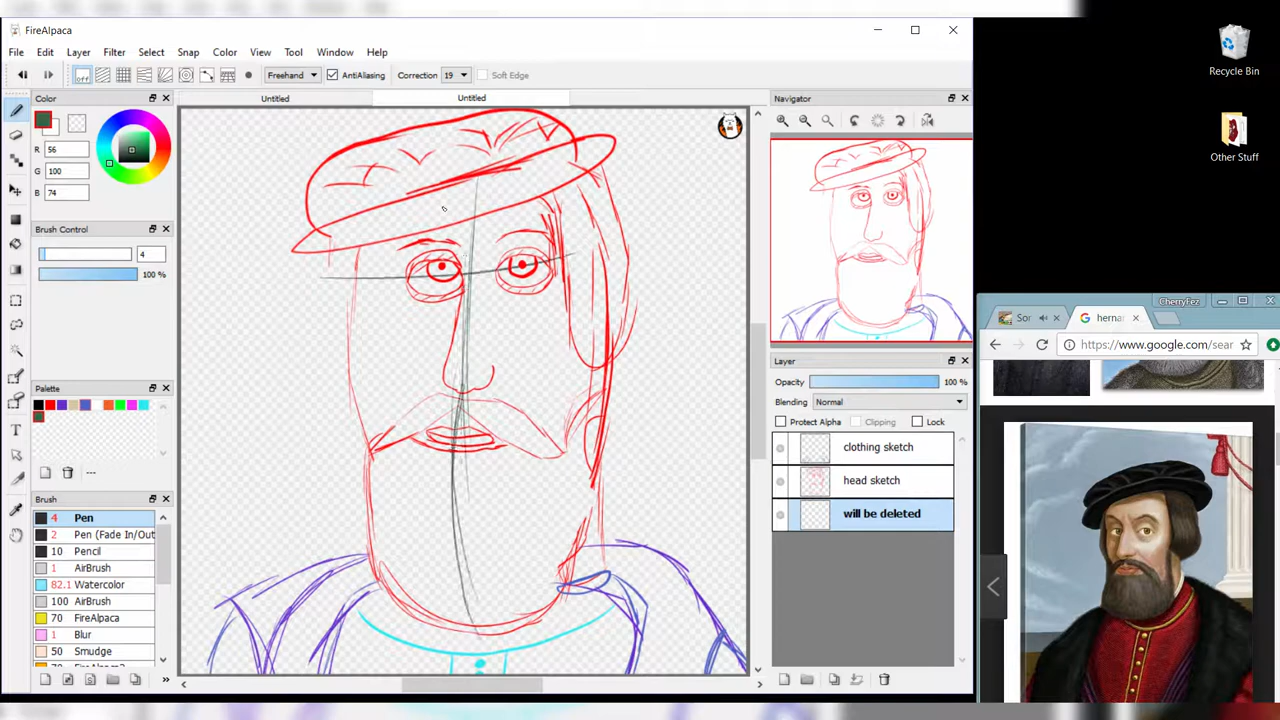 FireAlpaca
File Edit Layer Filter Select Snap Color View Tool Window Help
off Freehand AntiAliasing Correction 19 Soft Edge
Color
Untitled
Untitled
R 56
G 100
B 74
Brush Control
4
100 %
Palette
Brush
4 Pen
2 Pen (Fade In/Out
10 Pencil
1 AirBrush
82.1 Watercolor
100 AirBrush
70 FireAlpaca
1 Blur
50 Smudge
Navigator
Layer
Opacity 100 %
Blending Normal
Protect Alpha Clipping Lock
clothing sketch
head sketch
will be deleted
Recycle Bin
Other Stuff
CherryFez
Sor
hernar
https://www.google.com/sear